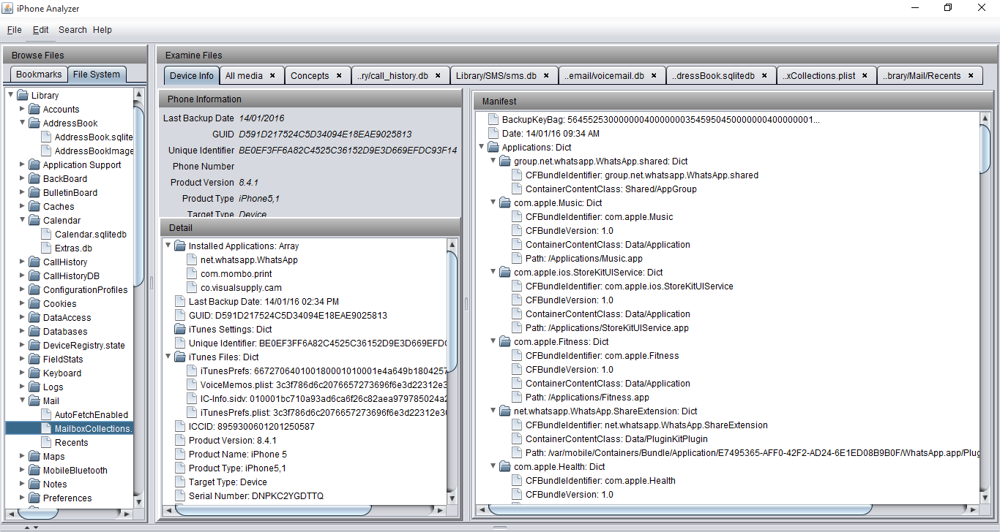 iPhone Analyzer
File Edit Search Help
Browse Files
Bookmarks File System
Library
Accounts
AddressBook
AddressBook.sqlite
AddressBookImage
Application Support
BackBoard
BulletinBoard
Caches
Calendar
Calendar.sqlitedb
Extras.db
CallHistory
CallHistoryDB
ConfigurationProfiles
Cookies
DataAccess
Databases
DeviceRegistry.state
FieldStats
Keyboard
Logs
Mail
AutoFetchEnabled
MailboxCollections.
Recents
Maps
MobileBluetooth
Notes
Preferences
Examine Files
Device Info All media × Concepts × ..ry/call_history.db × Library/SMS/sms.db × ..email/voicemail.db × ..dressBook.sqlitedb × ..xCollections.plist × ..brary/Mail/Recents ×
Phone Information
Last Backup Date 14/01/2016
GUID D591D217524C5D34094E18EAE9025813
Unique Identifier BE0EF3FF6A82C4525C36152D9E3D669EFDC93F14
Phone Number
Product Version 8.4.1
Product Type iPhone5,1
Target Type Device
Detail
Installed Applications: Array
net.whatsapp.WhatsApp
com.mombo.print
co.visualsupply.cam
Last Backup Date: 14/01/16 02:34 PM
GUID: D591D217524C5D34094E18EAE9025813
iTunes Settings: Dict
Unique Identifier: BE0EF3FF6A82C4525C36152D9E3D669EFDC
iTunes Files: Dict
iTunesPrefs: 667270640100180001010001e4a649b1804257
VoiceMemos.plist: 3c3f786d6c2076657273696f6e3d22312e3
IC-Info.sidv: 010001bc710a93ad6ca6f26c82aea979785024a2
iTunesPrefs.plist: 3c3f786d6c2076657273696f6e3d22312e30
ICCID: 8959300601201250587
Product Version: 8.4.1
Product Name: iPhone 5
Product Type: iPhone5,1
Target Type: Device
Serial Number: DNPKC2YGDTTQ
Manifest
BackupKeyBag: 564552530000000400000003545950450000000400000001...
Date: 14/01/16 09:34 AM
Applications: Dict
group.net.whatsapp.WhatsApp.shared: Dict
CFBundleIdentifier: group.net.whatsapp.WhatsApp.shared
ContainerContentClass: Shared/AppGroup
com.apple.Music: Dict
CFBundleIdentifier: com.apple.Music
CFBundleVersion: 1.0
ContainerContentClass: Data/Application
Path: /Applications/Music.app
com.apple.ios.StoreKitUIService: Dict
CFBundleIdentifier: com.apple.ios.StoreKitUIService
CFBundleVersion: 1.0
ContainerContentClass: Data/Application
Path: /Applications/StoreKitUIService.app
com.apple.Fitness: Dict
CFBundleIdentifier: com.apple.Fitness
CFBundleVersion: 1.0
ContainerContentClass: Data/Application
Path: /Applications/Fitness.app
net.whatsapp.WhatsApp.ShareExtension: Dict
CFBundleIdentifier: net.whatsapp.WhatsApp.ShareExtension
ContainerContentClass: Data/PluginKitPlugin
Path: /var/mobile/Containers/Bundle/Application/E7495365-AFF0-42F2-AD24-6E1ED08B9B0F/WhatsApp.app/Plug
com.apple.Health: Dict
CFBundleIdentifier: com.apple.Health
CFBundleVersion: 1.0